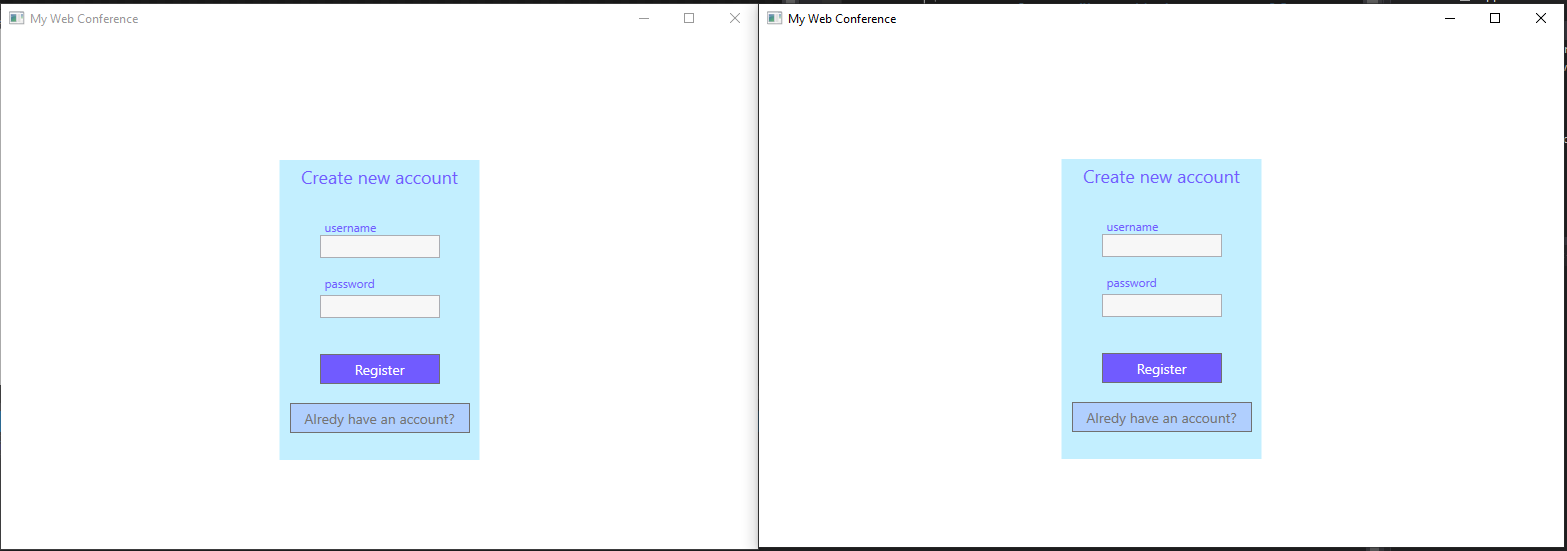 My Web Conference
Create new account
username
password
Register
Alredy have an account?
My Web Conference
Create new account
username
password
Register
Alredy have an account?